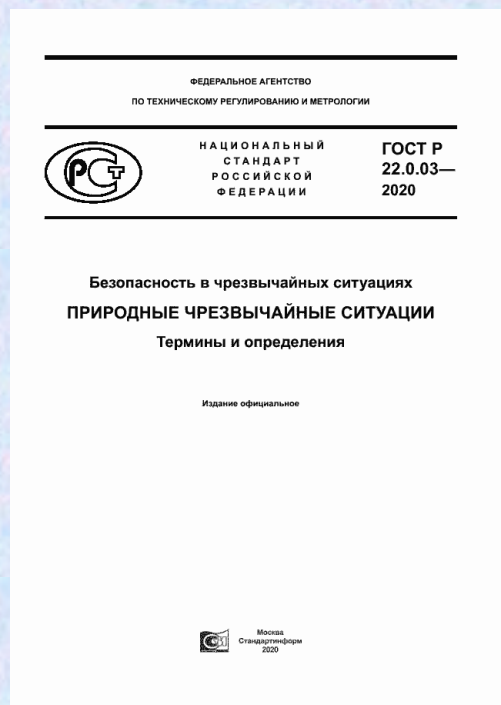 ФЕДЕРАЛЬНОЕ АГЕНТСТВО
ПО ТЕХНИЧЕСКОМУ РЕГУЛИРОВАНИЮ И МЕТРОЛОГИИ
РСТ
НАЦИОНАЛЬНЫЙ
СТАНДАРТ
РОССИЙСКОЙ
ФЕДЕРАЦИИ
ГОСТ Р
22.0.03—
2020
Безопасность в чрезвычайных ситуациях
ПРИРОДНЫЕ ЧРЕЗВЫЧАЙНЫЕ СИТУАЦИИ
Термины и определения
Издание официальное
Москва
Стандартинформ
2020